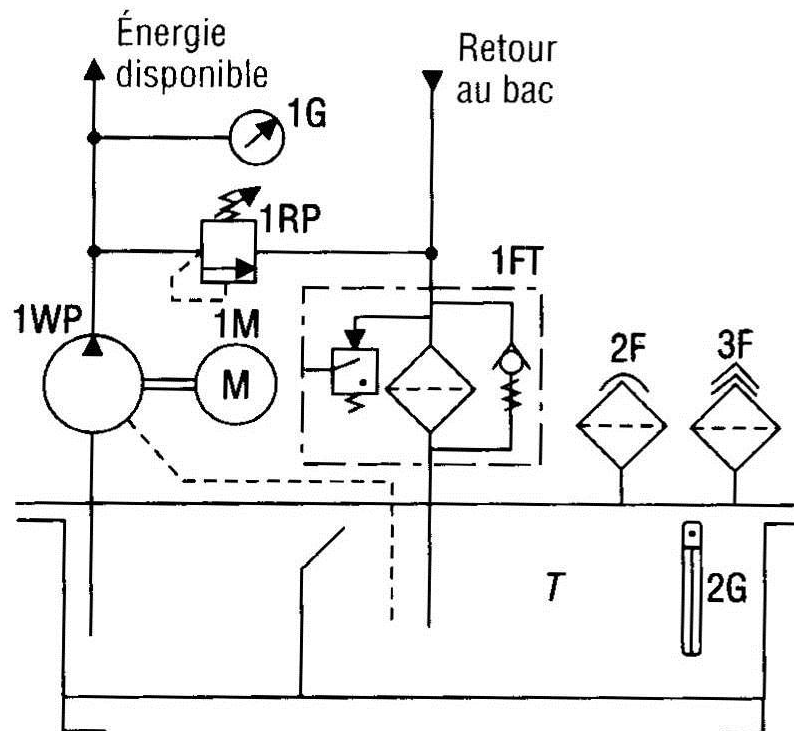 Énergie
disponible
Retour
au bac
1G
1RP
1FT
1WP
1M
M
2F
3F
T
2G